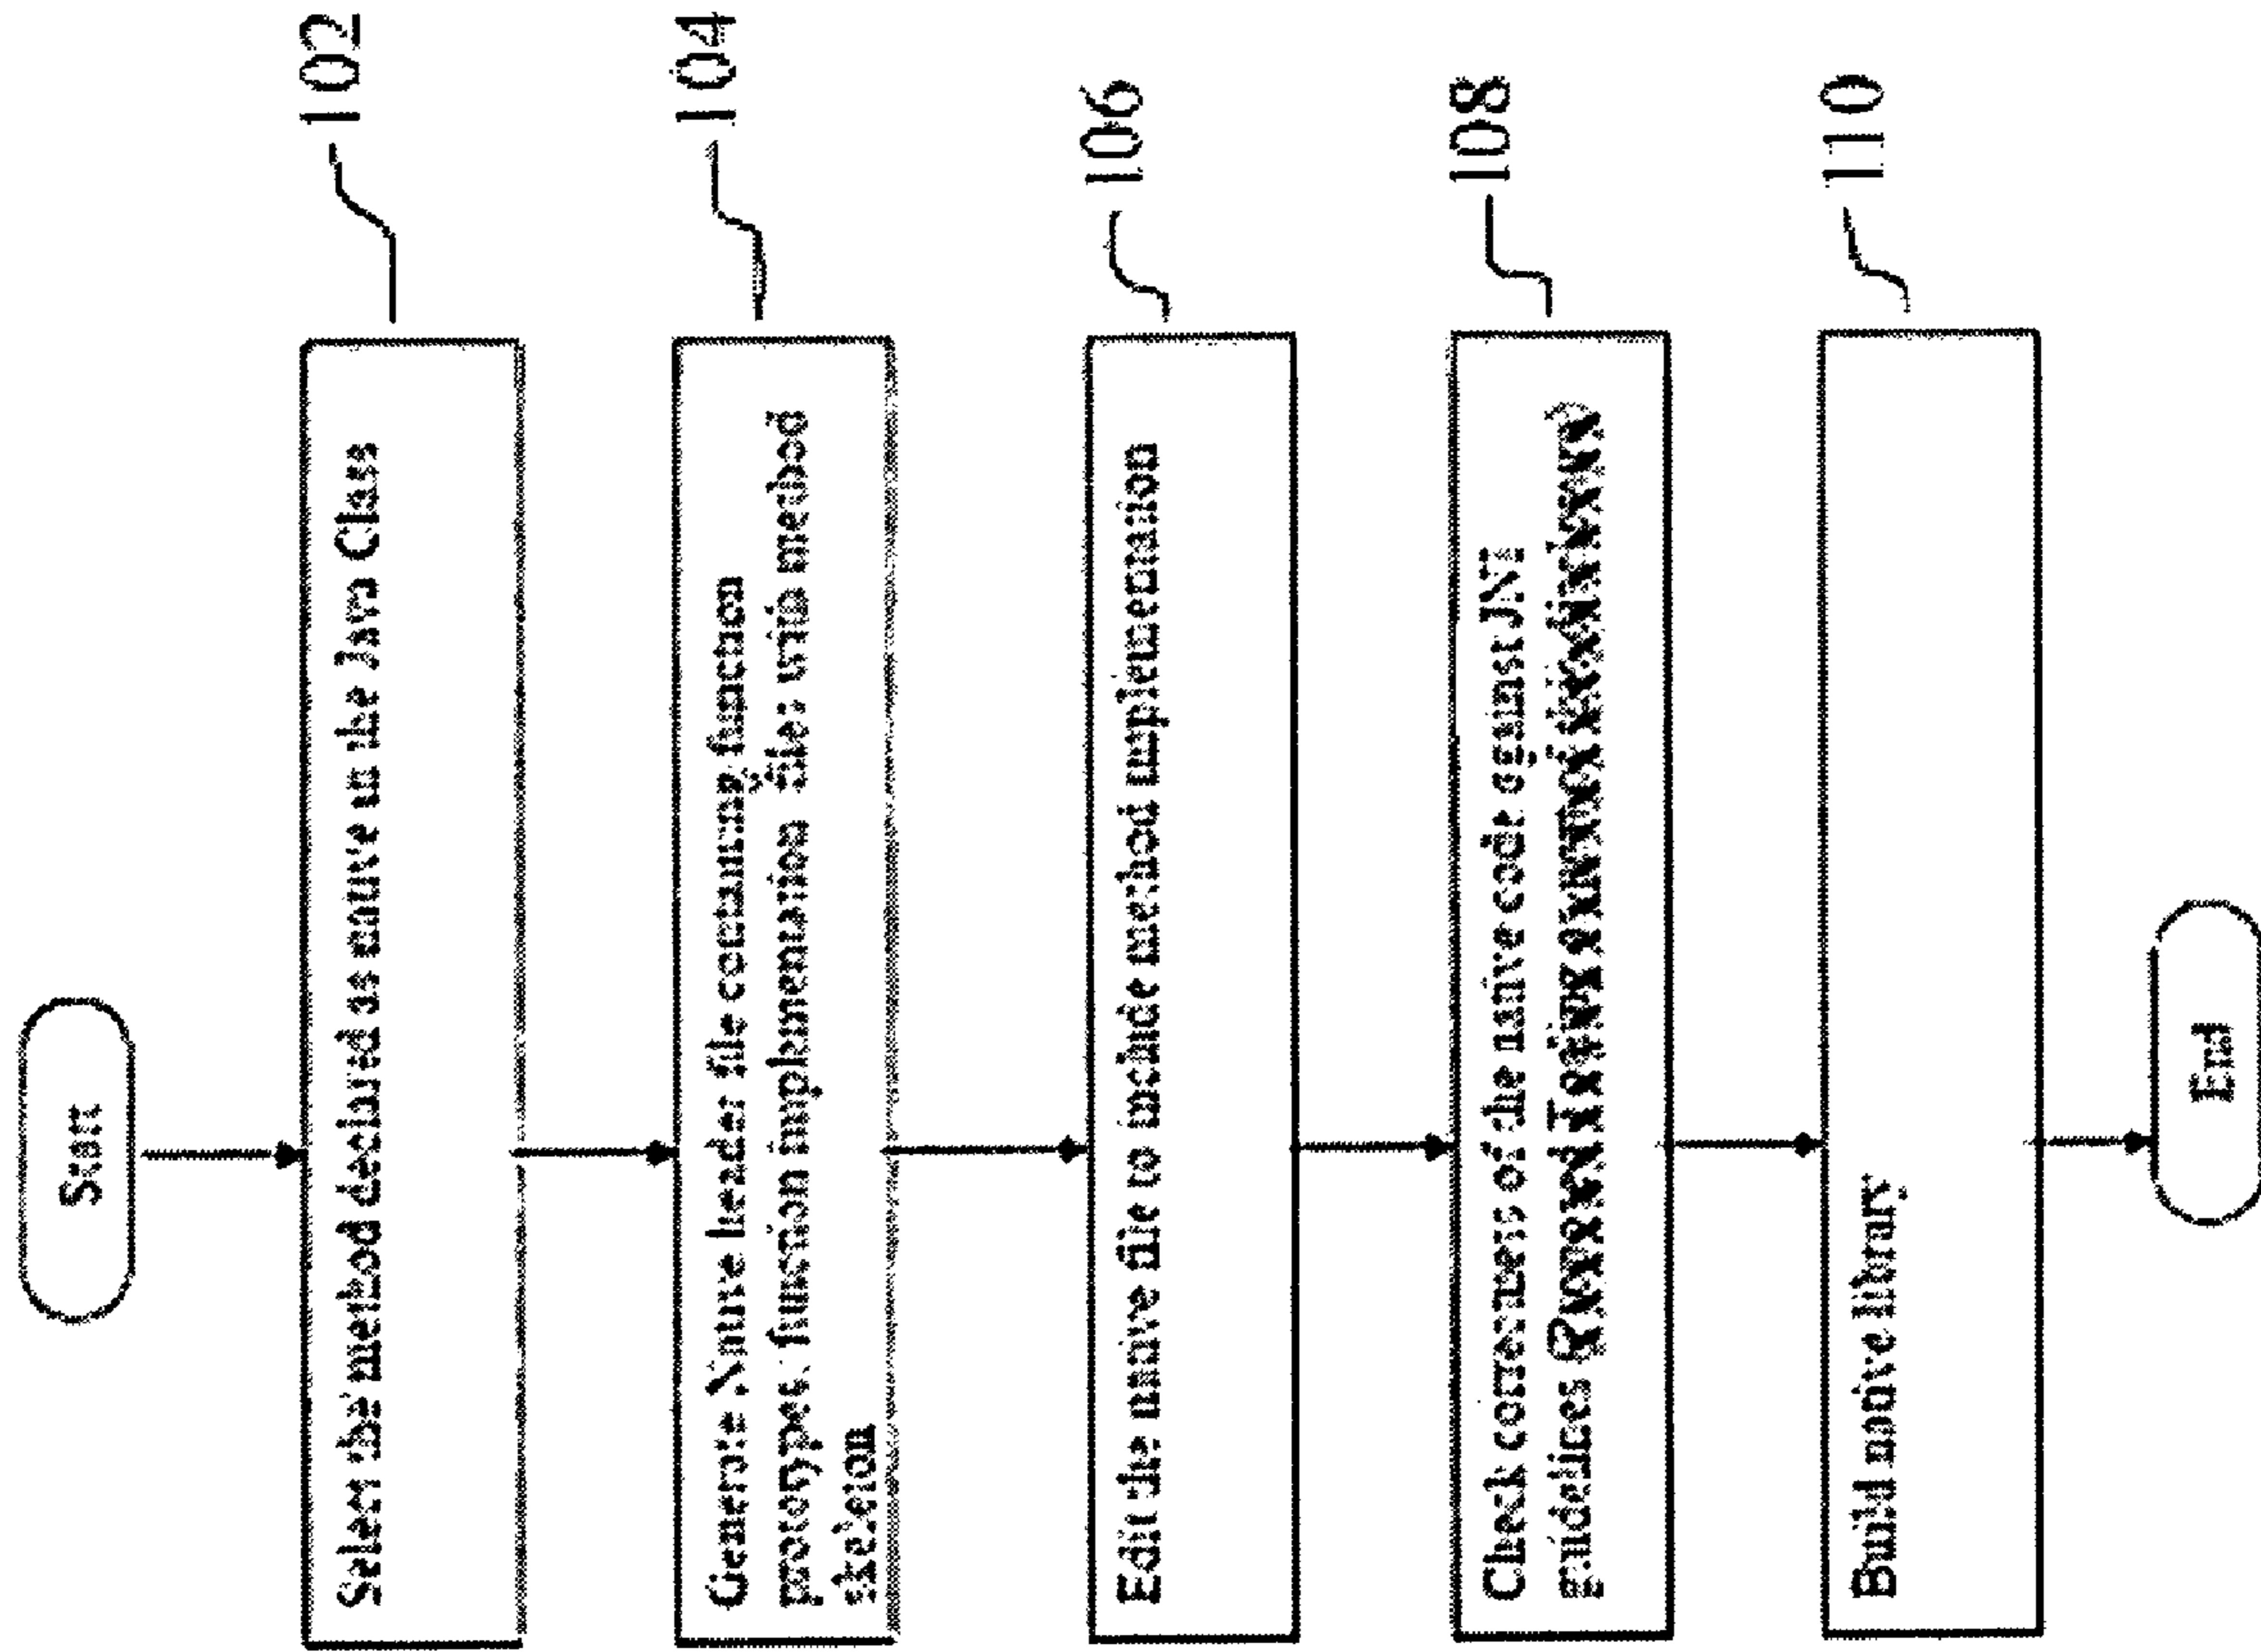 Start
Select the method declared as native in the Java Class
102
Generate Native header file containing function
prototypes, function implementation files with method
skeleton
104
Edit the native file to include method implementation
106
Check correctness of the native code against JNI
guidelines
108
Build native library
110
End